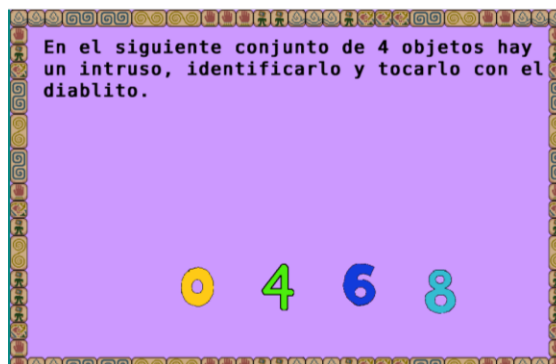 En el siguiente conjunto de 4 objetos hay
un intruso, identificarlo y tocarlo con el
diablito.
0 4 6 8